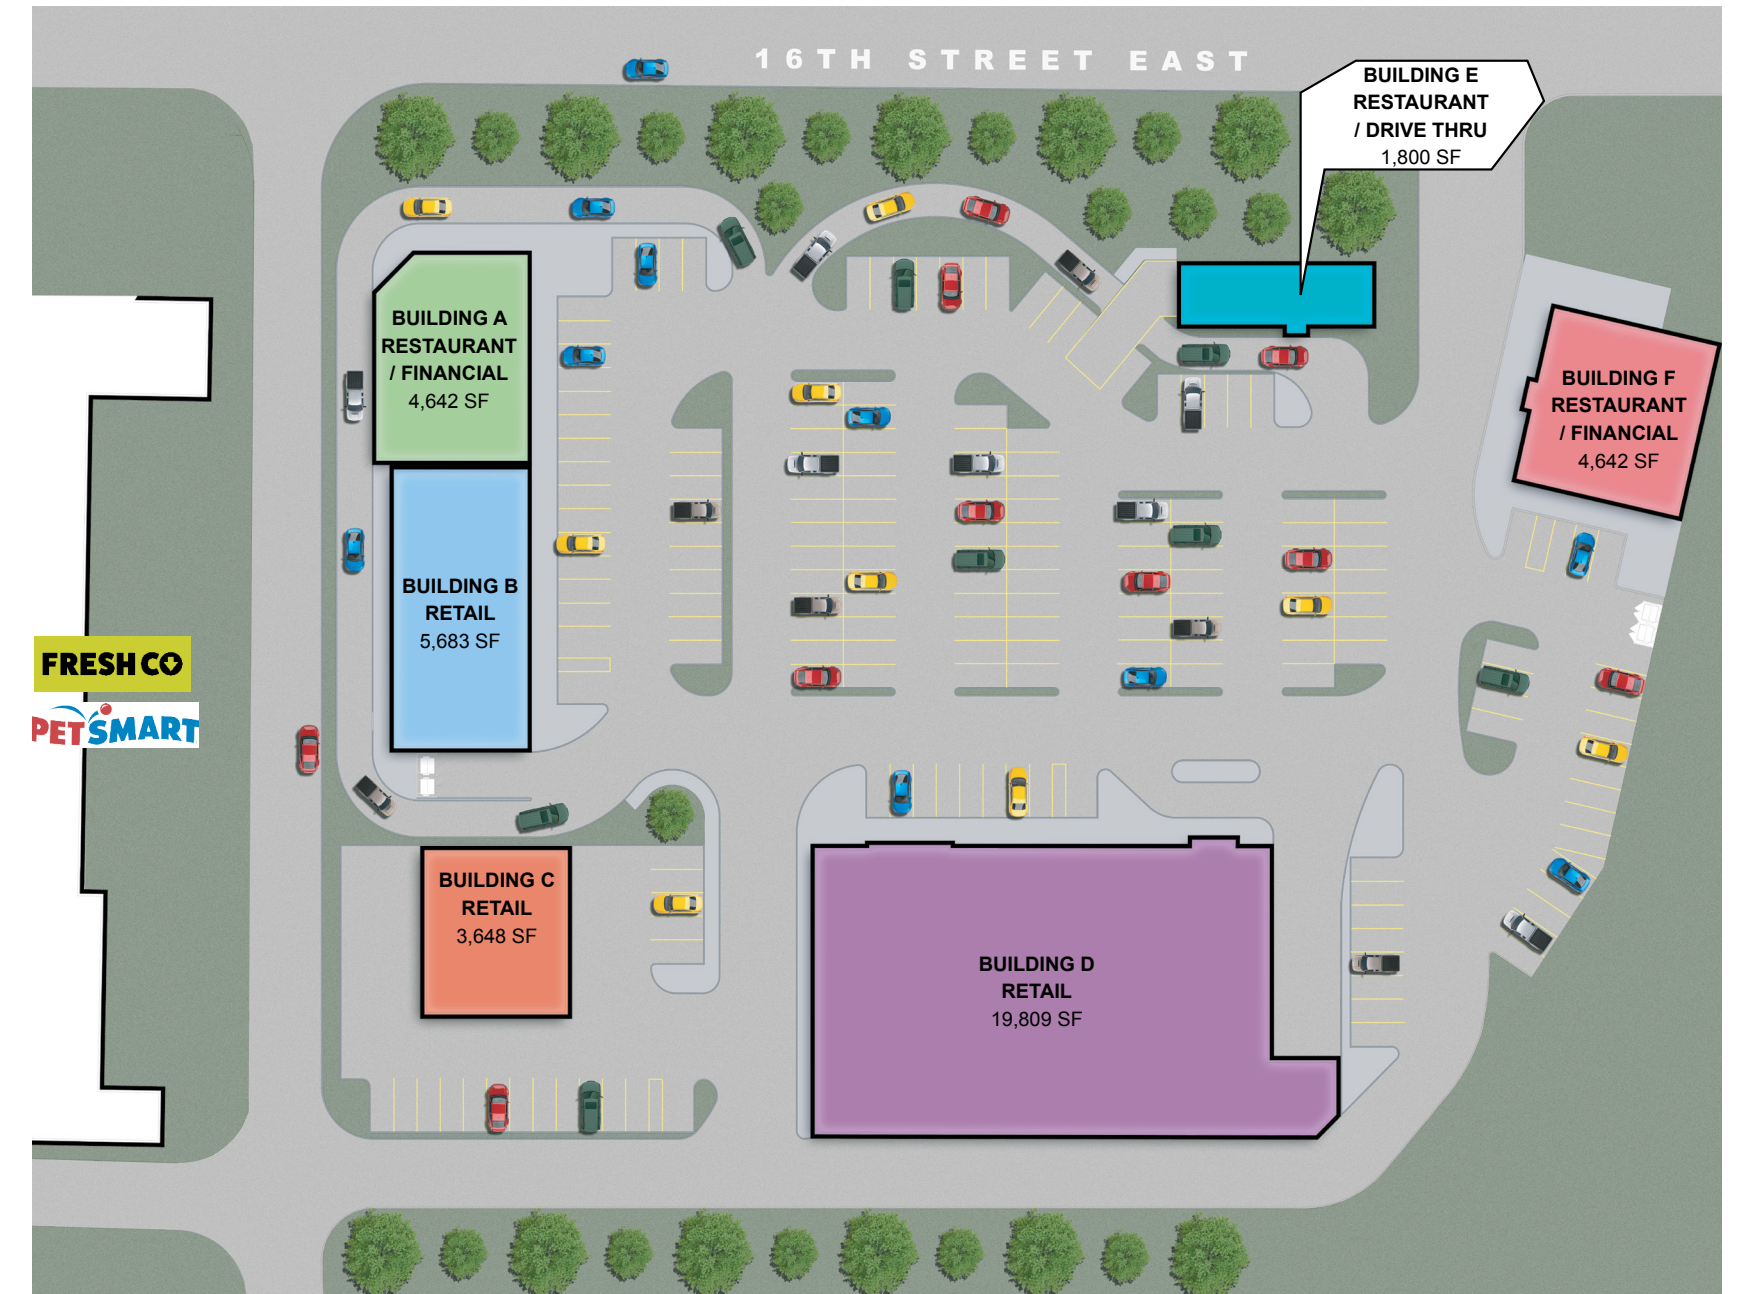 16TH STREET EAST
BUILDING E
RESTAURANT
/ DRIVE THRU
1,800 SF
BUILDING A
RESTAURANT
/ FINANCIAL
4,642 SF
BUILDING F
RESTAURANT
/ FINANCIAL
4,642 SF
BUILDING B
RETAIL
5,683 SF
FRESHCO
PETSMART
BUILDING C
RETAIL
3,648 SF
BUILDING D
RETAIL
19,809 SF